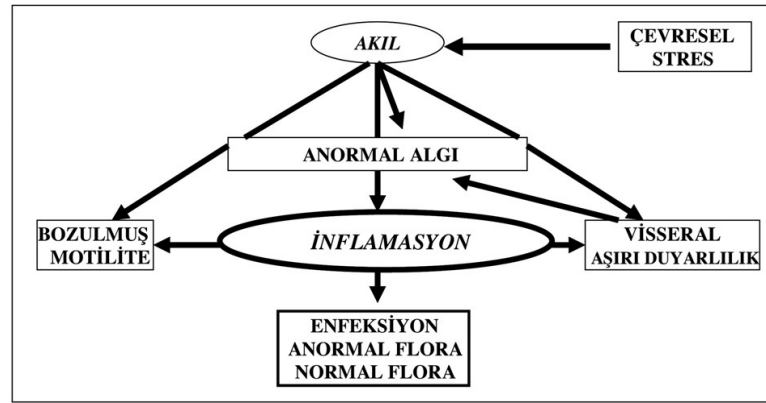 AKIL
ÇEVRESEL
STRES
ANORMAL ALGI
BOZULMUŞ
MOTİLİTE
İNFLAMASYON
VİSSERAL
AŞIRI DUYARLILIK
ENFEKSİYON
ANORMAL FLORA
NORMAL FLORA